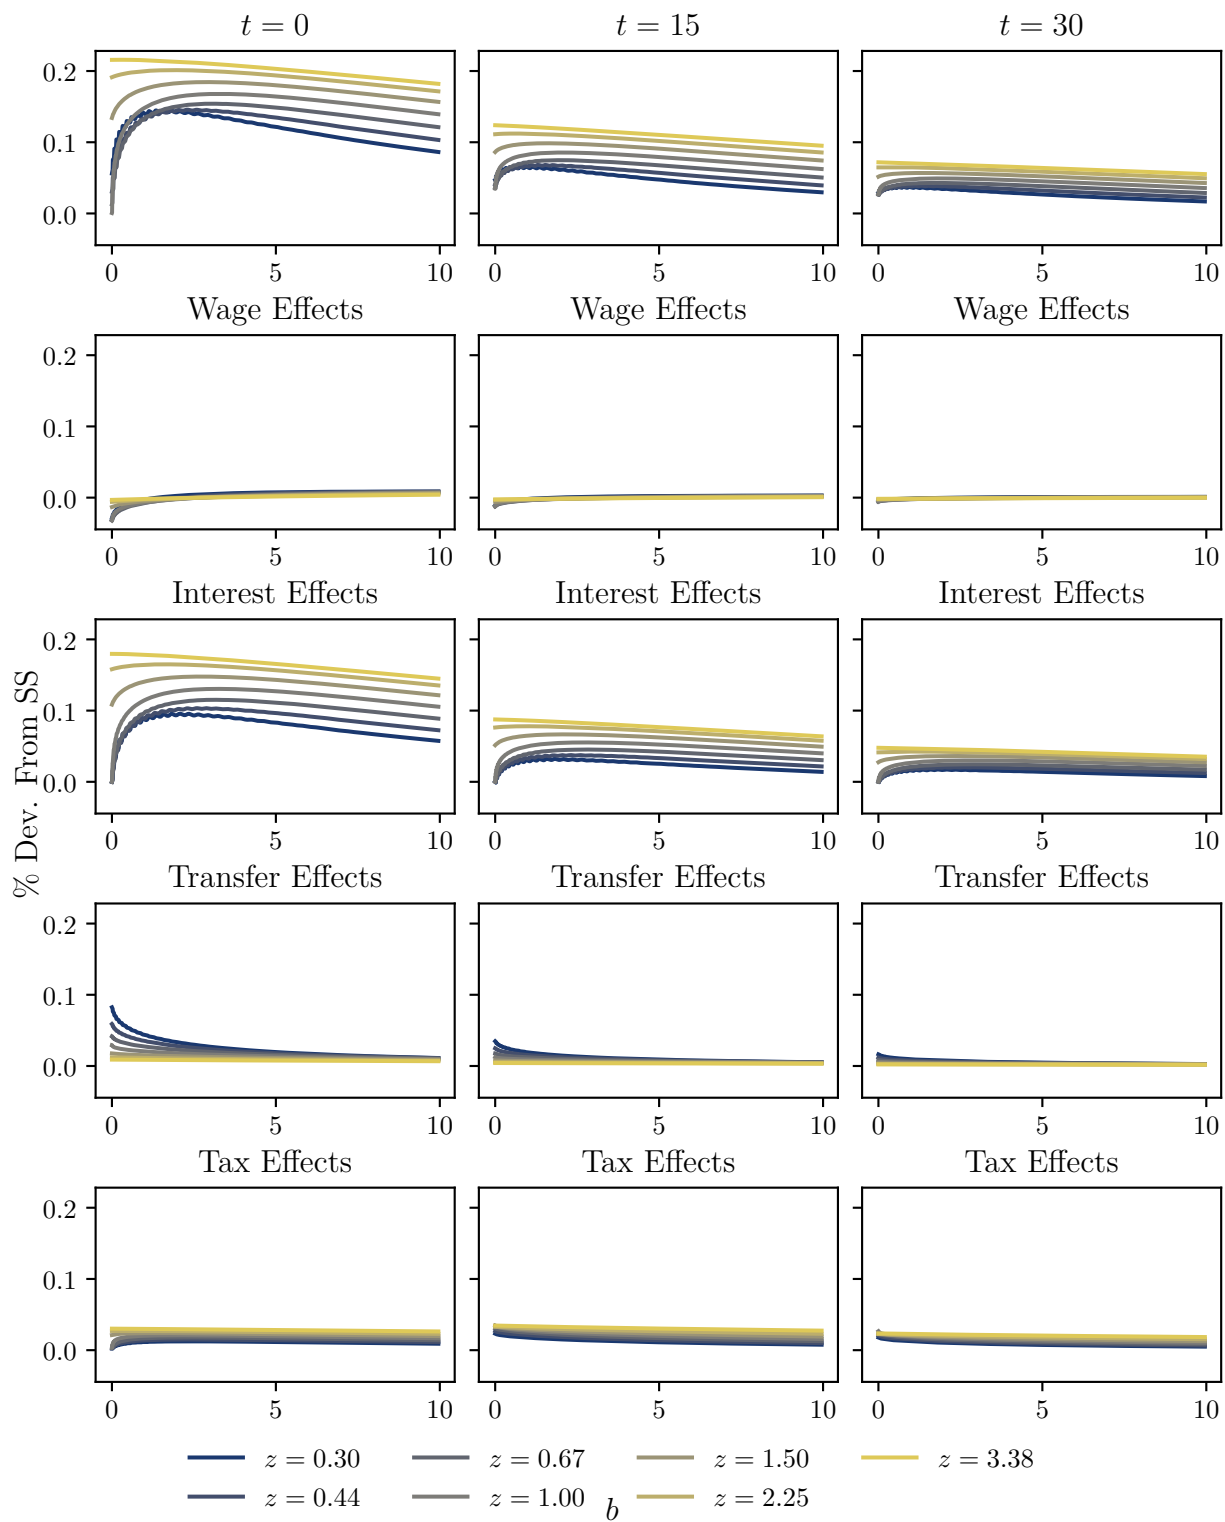 t = 0 t = 15 t = 30
0.2
0.1
0.0
0 5 10 0 5 10 0 5 10
Wage Effects Wage Effects Wage Effects
0.2
0.1
0.0
0 5 10 0 5 10 0 5 10
Interest Effects Interest Effects Interest Effects
0.2
0.1
0.0
0 5 10 0 5 10 0 5 10
% Dev. From SS
Transfer Effects Transfer Effects Transfer Effects
0.2
0.1
0.0
0 5 10 0 5 10 0 5 10
Tax Effects Tax Effects Tax Effects
0.2
0.1
0.0
0 5 10 0 5 10 0 5 10
z = 0.30 z = 0.67 z = 1.50 z = 3.38
z = 0.44 z = 1.00 z = 2.25
b